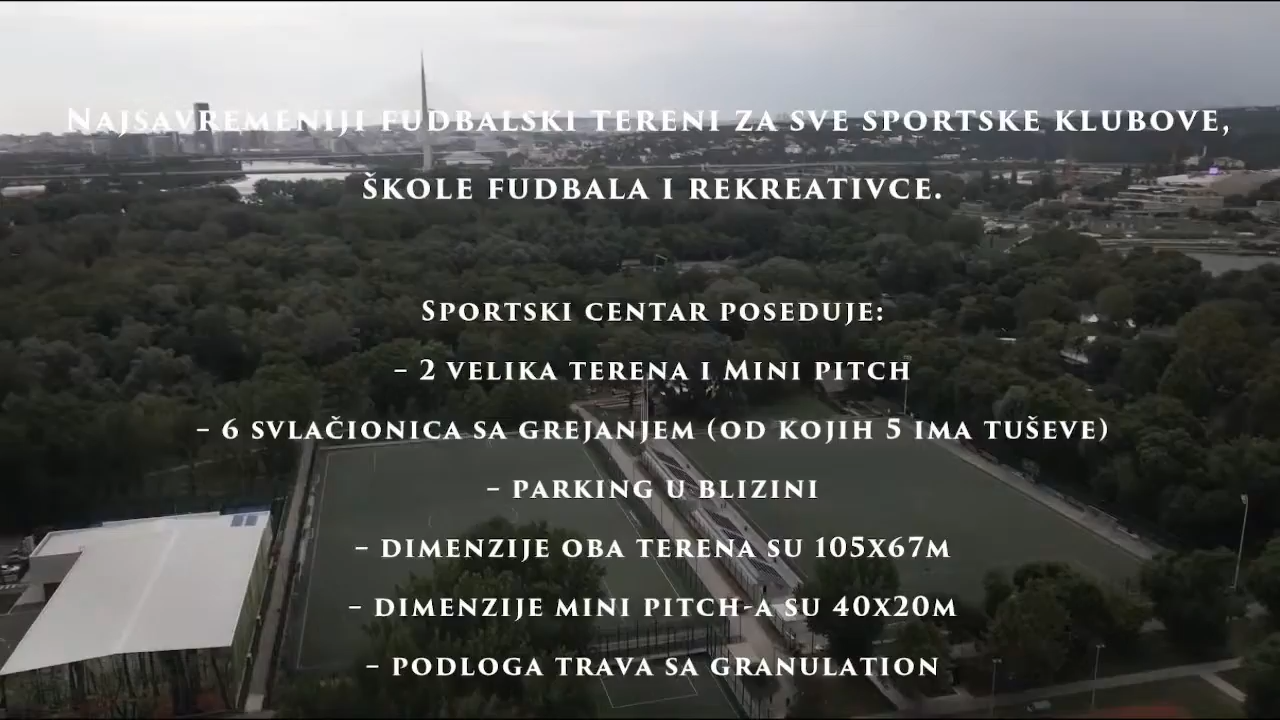 Najsavremeniji fudbalski tereni za sve sportske klubove,
škole fudbala i rekreativce.
Sportski centar poseduje:
– 2 velika terena i Mini pitch
– 6 svlačionica sa grejanjem (od kojih 5 ima tuševe)
– parking u blizini
– dimenzije oba terena su 105x67m
– dimenzije mini pitch-a su 40x20m
– podloga trava sa granulation